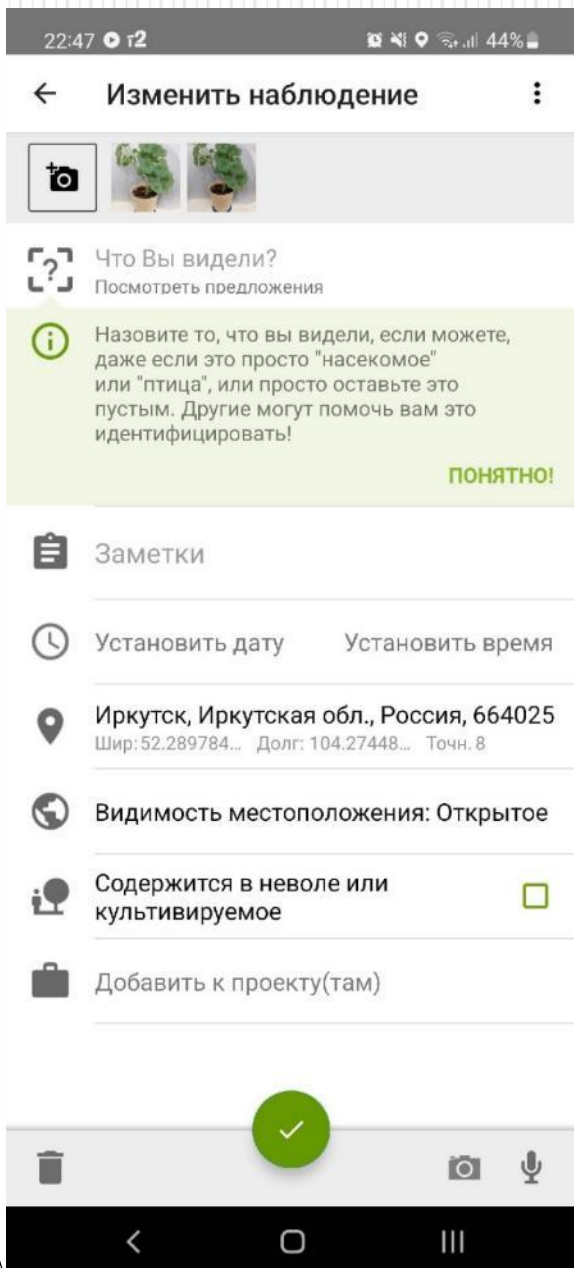 22:47 т2 44%
Изменить наблюдение
Что Вы видели?
Посмотреть предложения
Назовите то, что вы видели, если можете,
даже если это просто "насекомое"
или "птица", или просто оставьте это
пустым. Другие могут помочь вам это
идентифицировать!
ПОНЯТНО!
Заметки
Установить дату Установить время
Иркутск, Иркутская обл., Россия, 664025
Шир: 52.289784... Долг: 104.27448... Точн. 8
Видимость местоположения: Открытое
Содержится в неволе или
культивируемое
Добавить к проекту(там)